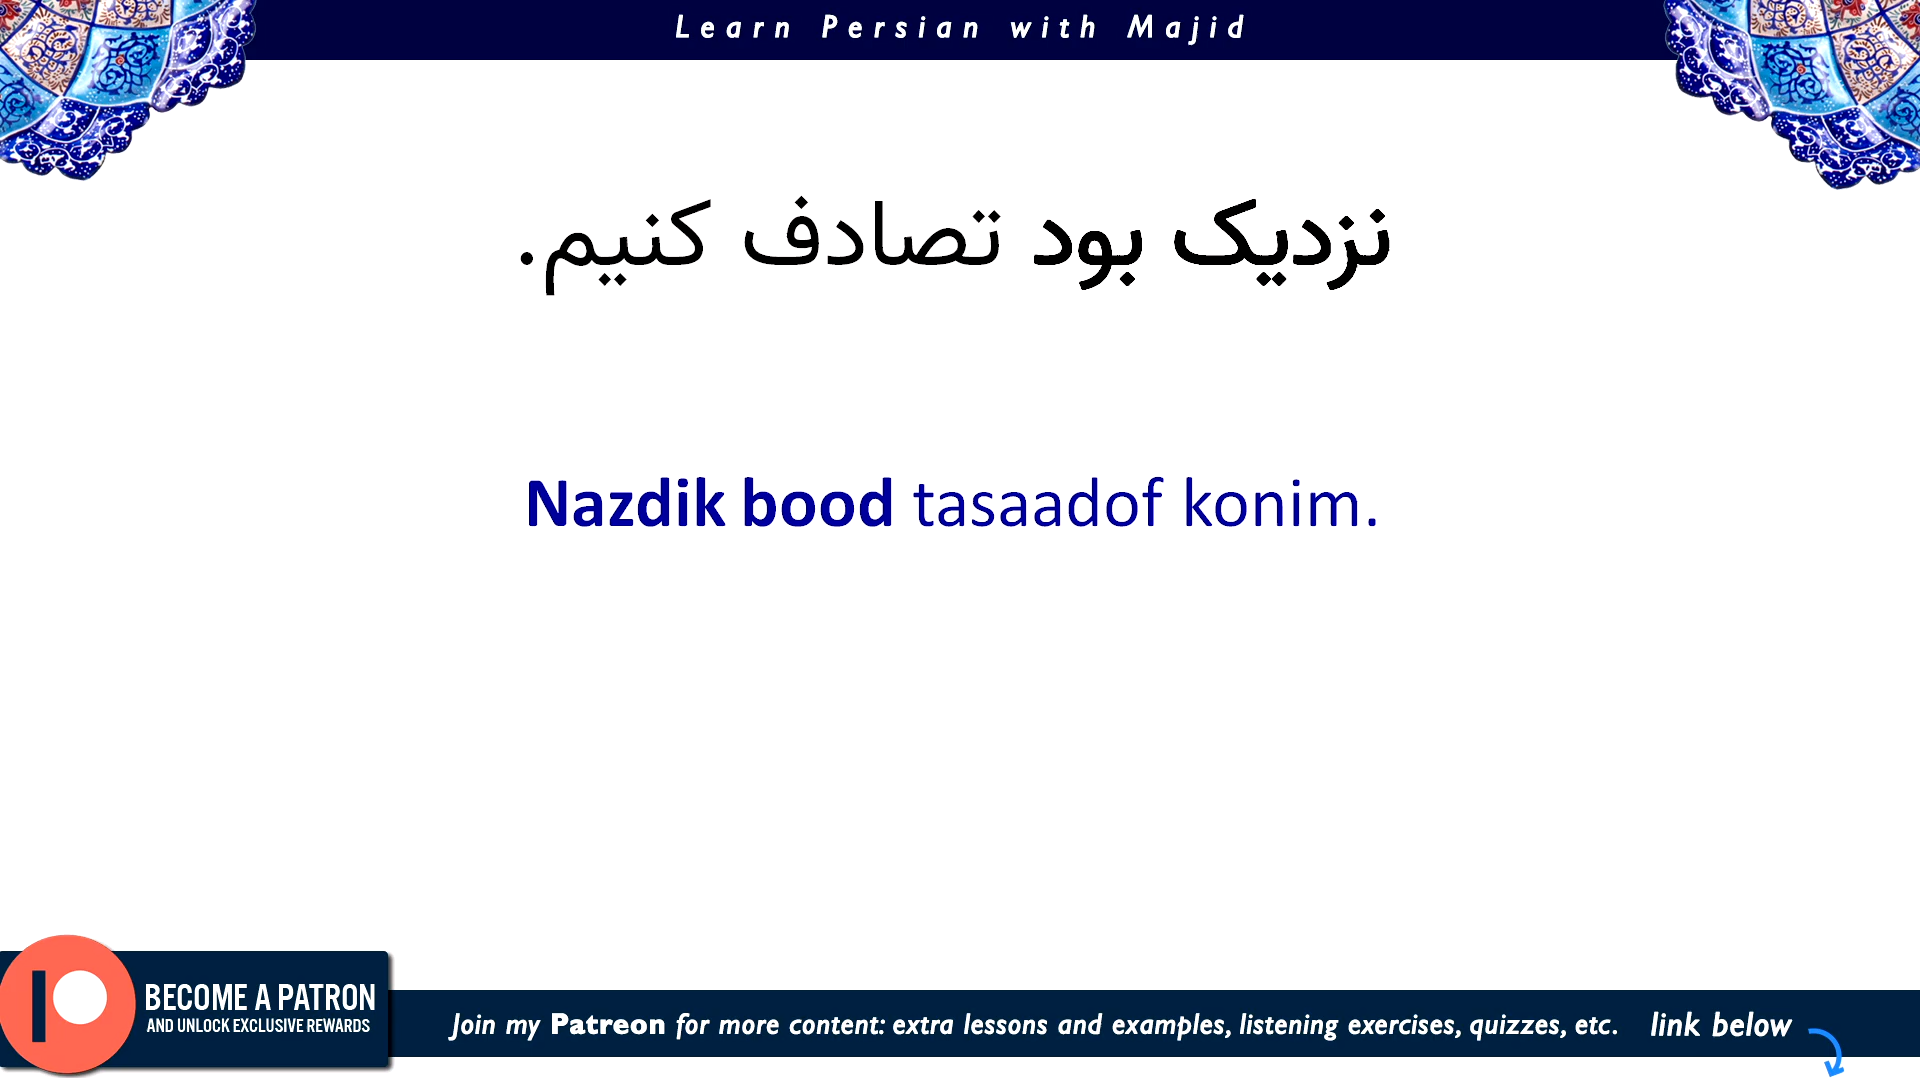 Learn Persian with Majid
نزدیک بود تصادف کنیم.
Nazdik bood tasaadof konim.
BECOME A PATRON
AND UNLOCK EXCLUSIVE REWARDS
Join my Patreon for more content: extra lessons and examples, listening exercises, quizzes, etc. link below